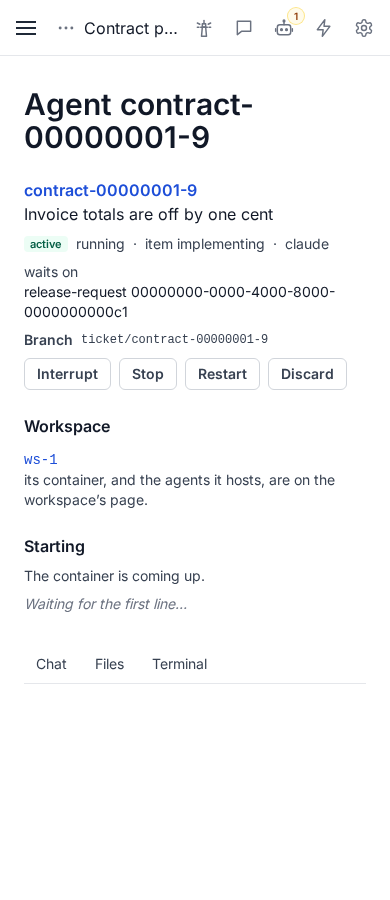 Contract p...
1
Agent contract-
00000001-9
contract-00000001-9
Invoice totals are off by one cent
active running · item implementing · claude
waits on
release-request 00000000-0000-4000-8000-
0000000000c1
Branch ticket/contract-00000001-9
Interrupt Stop Restart Discard
Workspace
ws-1
its container, and the agents it hosts, are on the
workspace’s page.
Starting
The container is coming up.
Waiting for the first line…
Chat Files Terminal